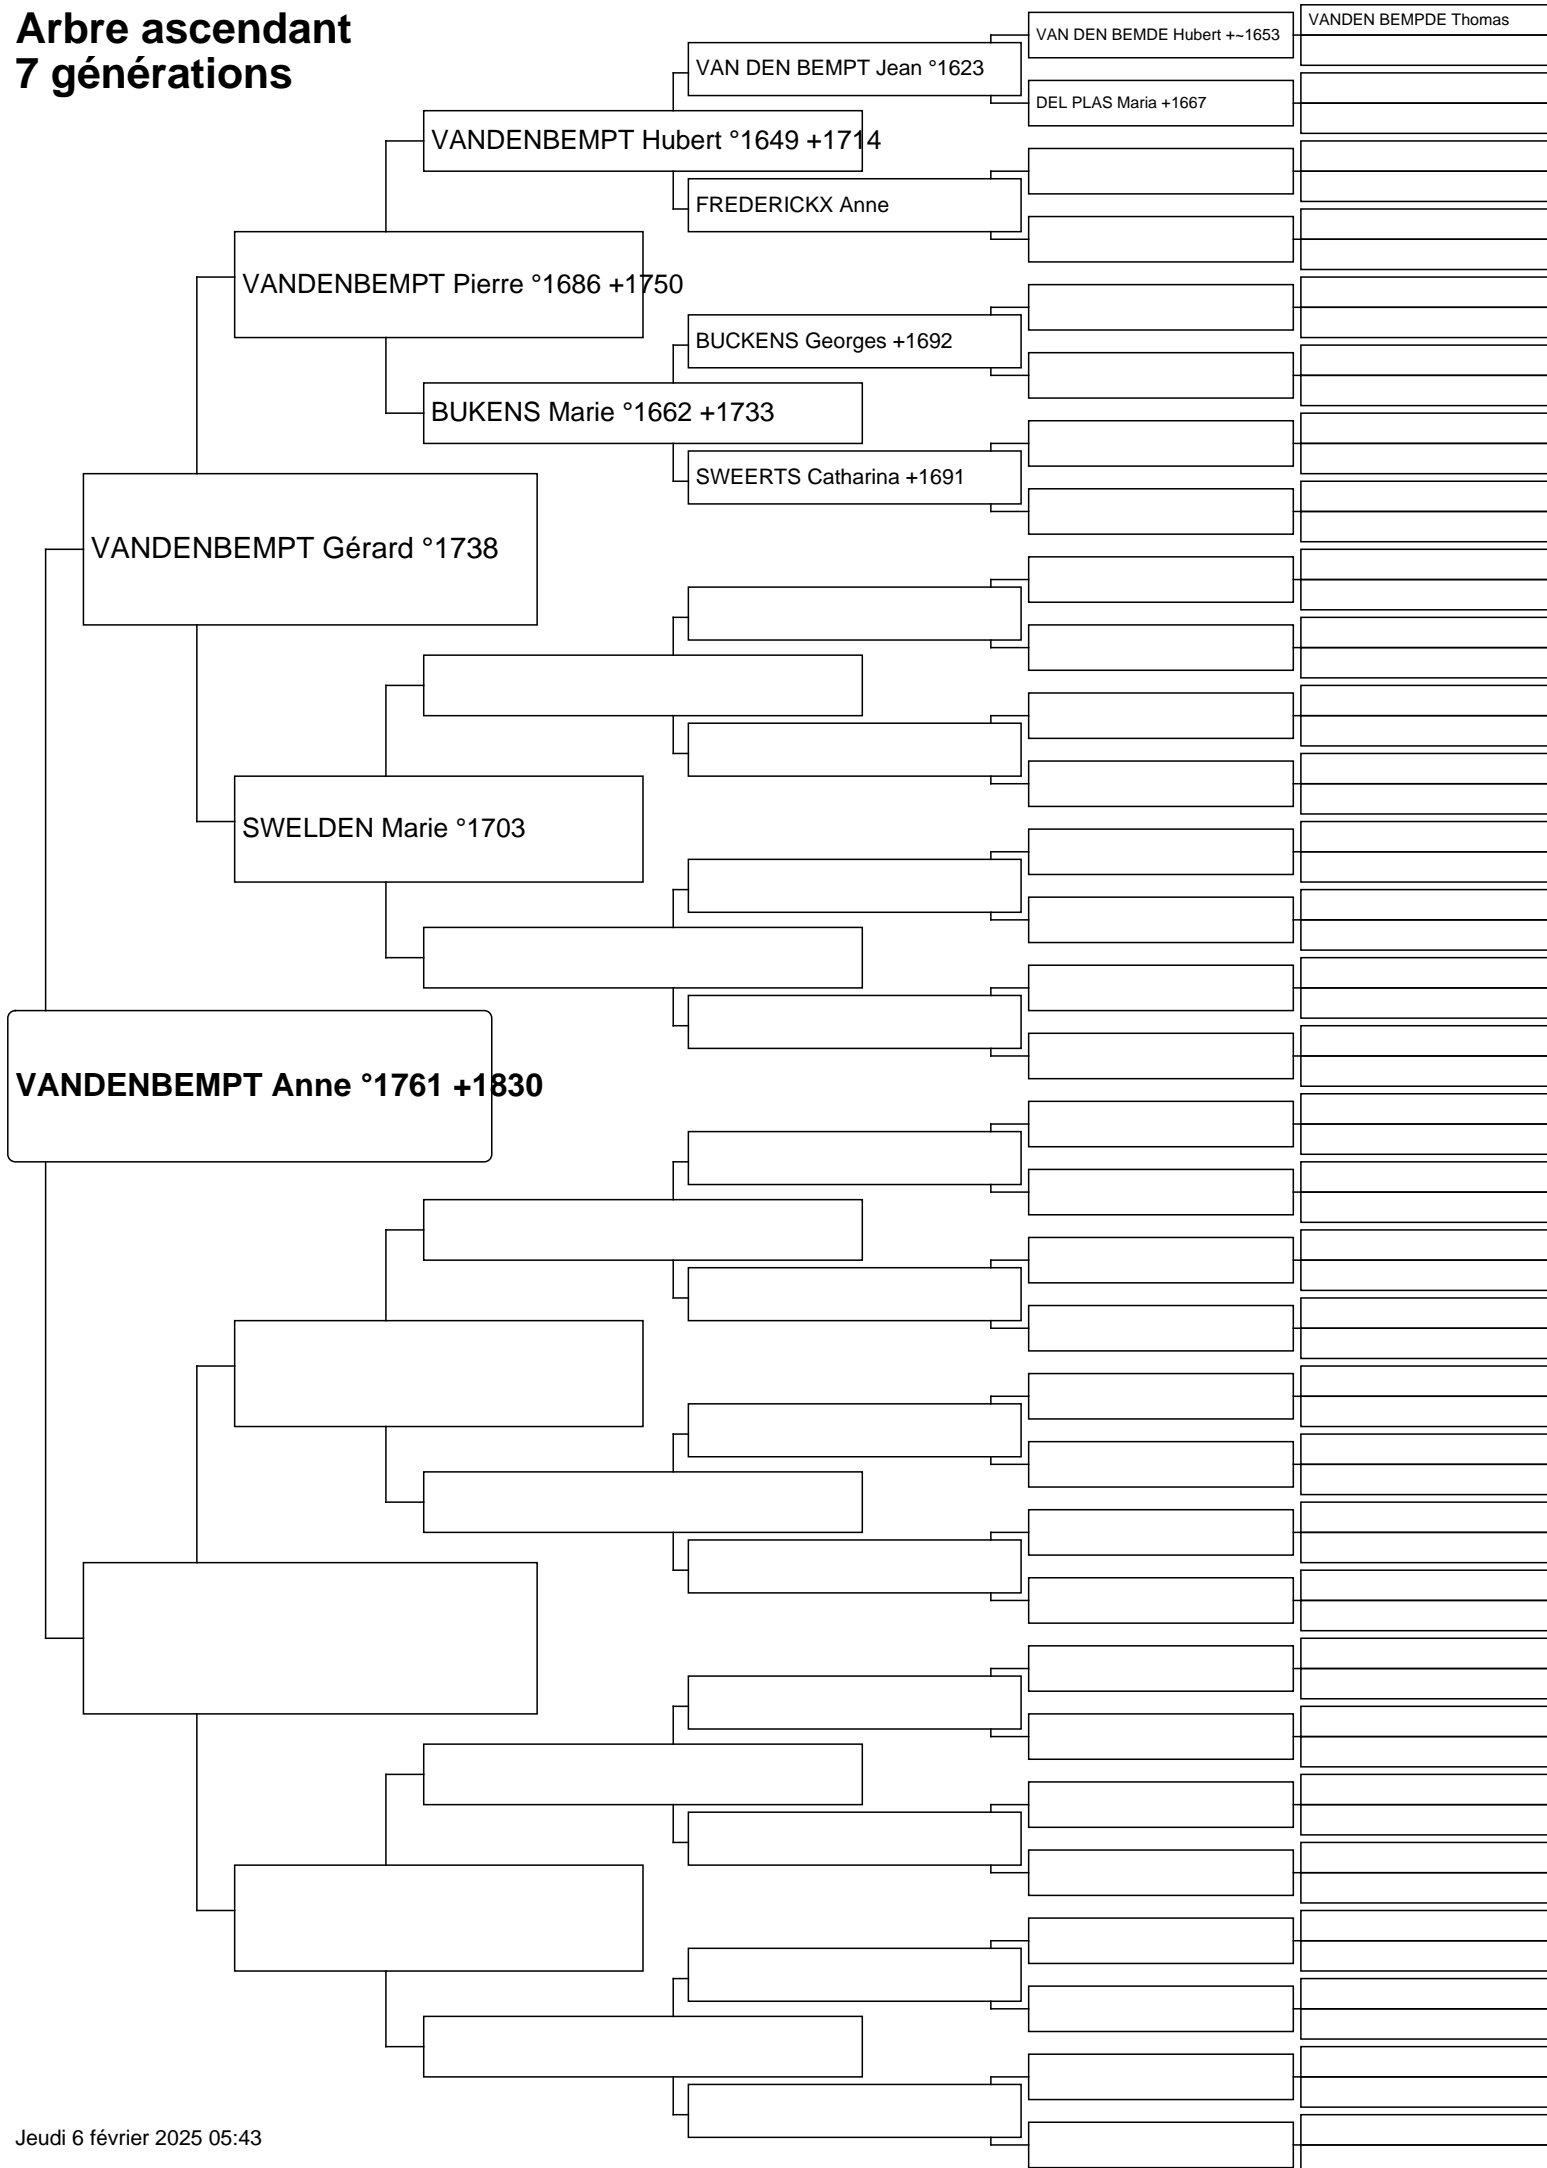 Arbre ascendant
7 générations
VANDEN BEMPDE Thomas
VAN DEN BEMDE Hubert +~1653
VAN DEN BEMPT Jean °1623
DEL PLAS Maria +1667
VANDENBEMPT Hubert °1649 +1714
FREDERICKX Anne
VANDENBEMPT Pierre °1686 +1750
BUCKENS Georges +1692
BUKENS Marie °1662 +1733
SWEERTS Catharina +1691
VANDENBEMPT Gérard °1738
SWELDEN Marie °1703
VANDENBEMPT Anne °1761 +1830
Jeudi 6 février 2025 05:43